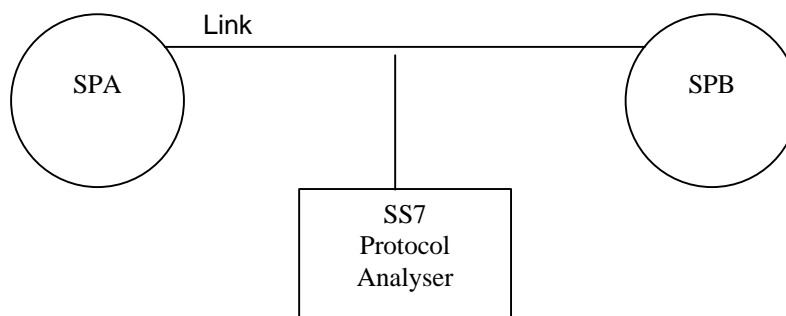 Link
SPA
SPB
SS7
Protocol
Analyser